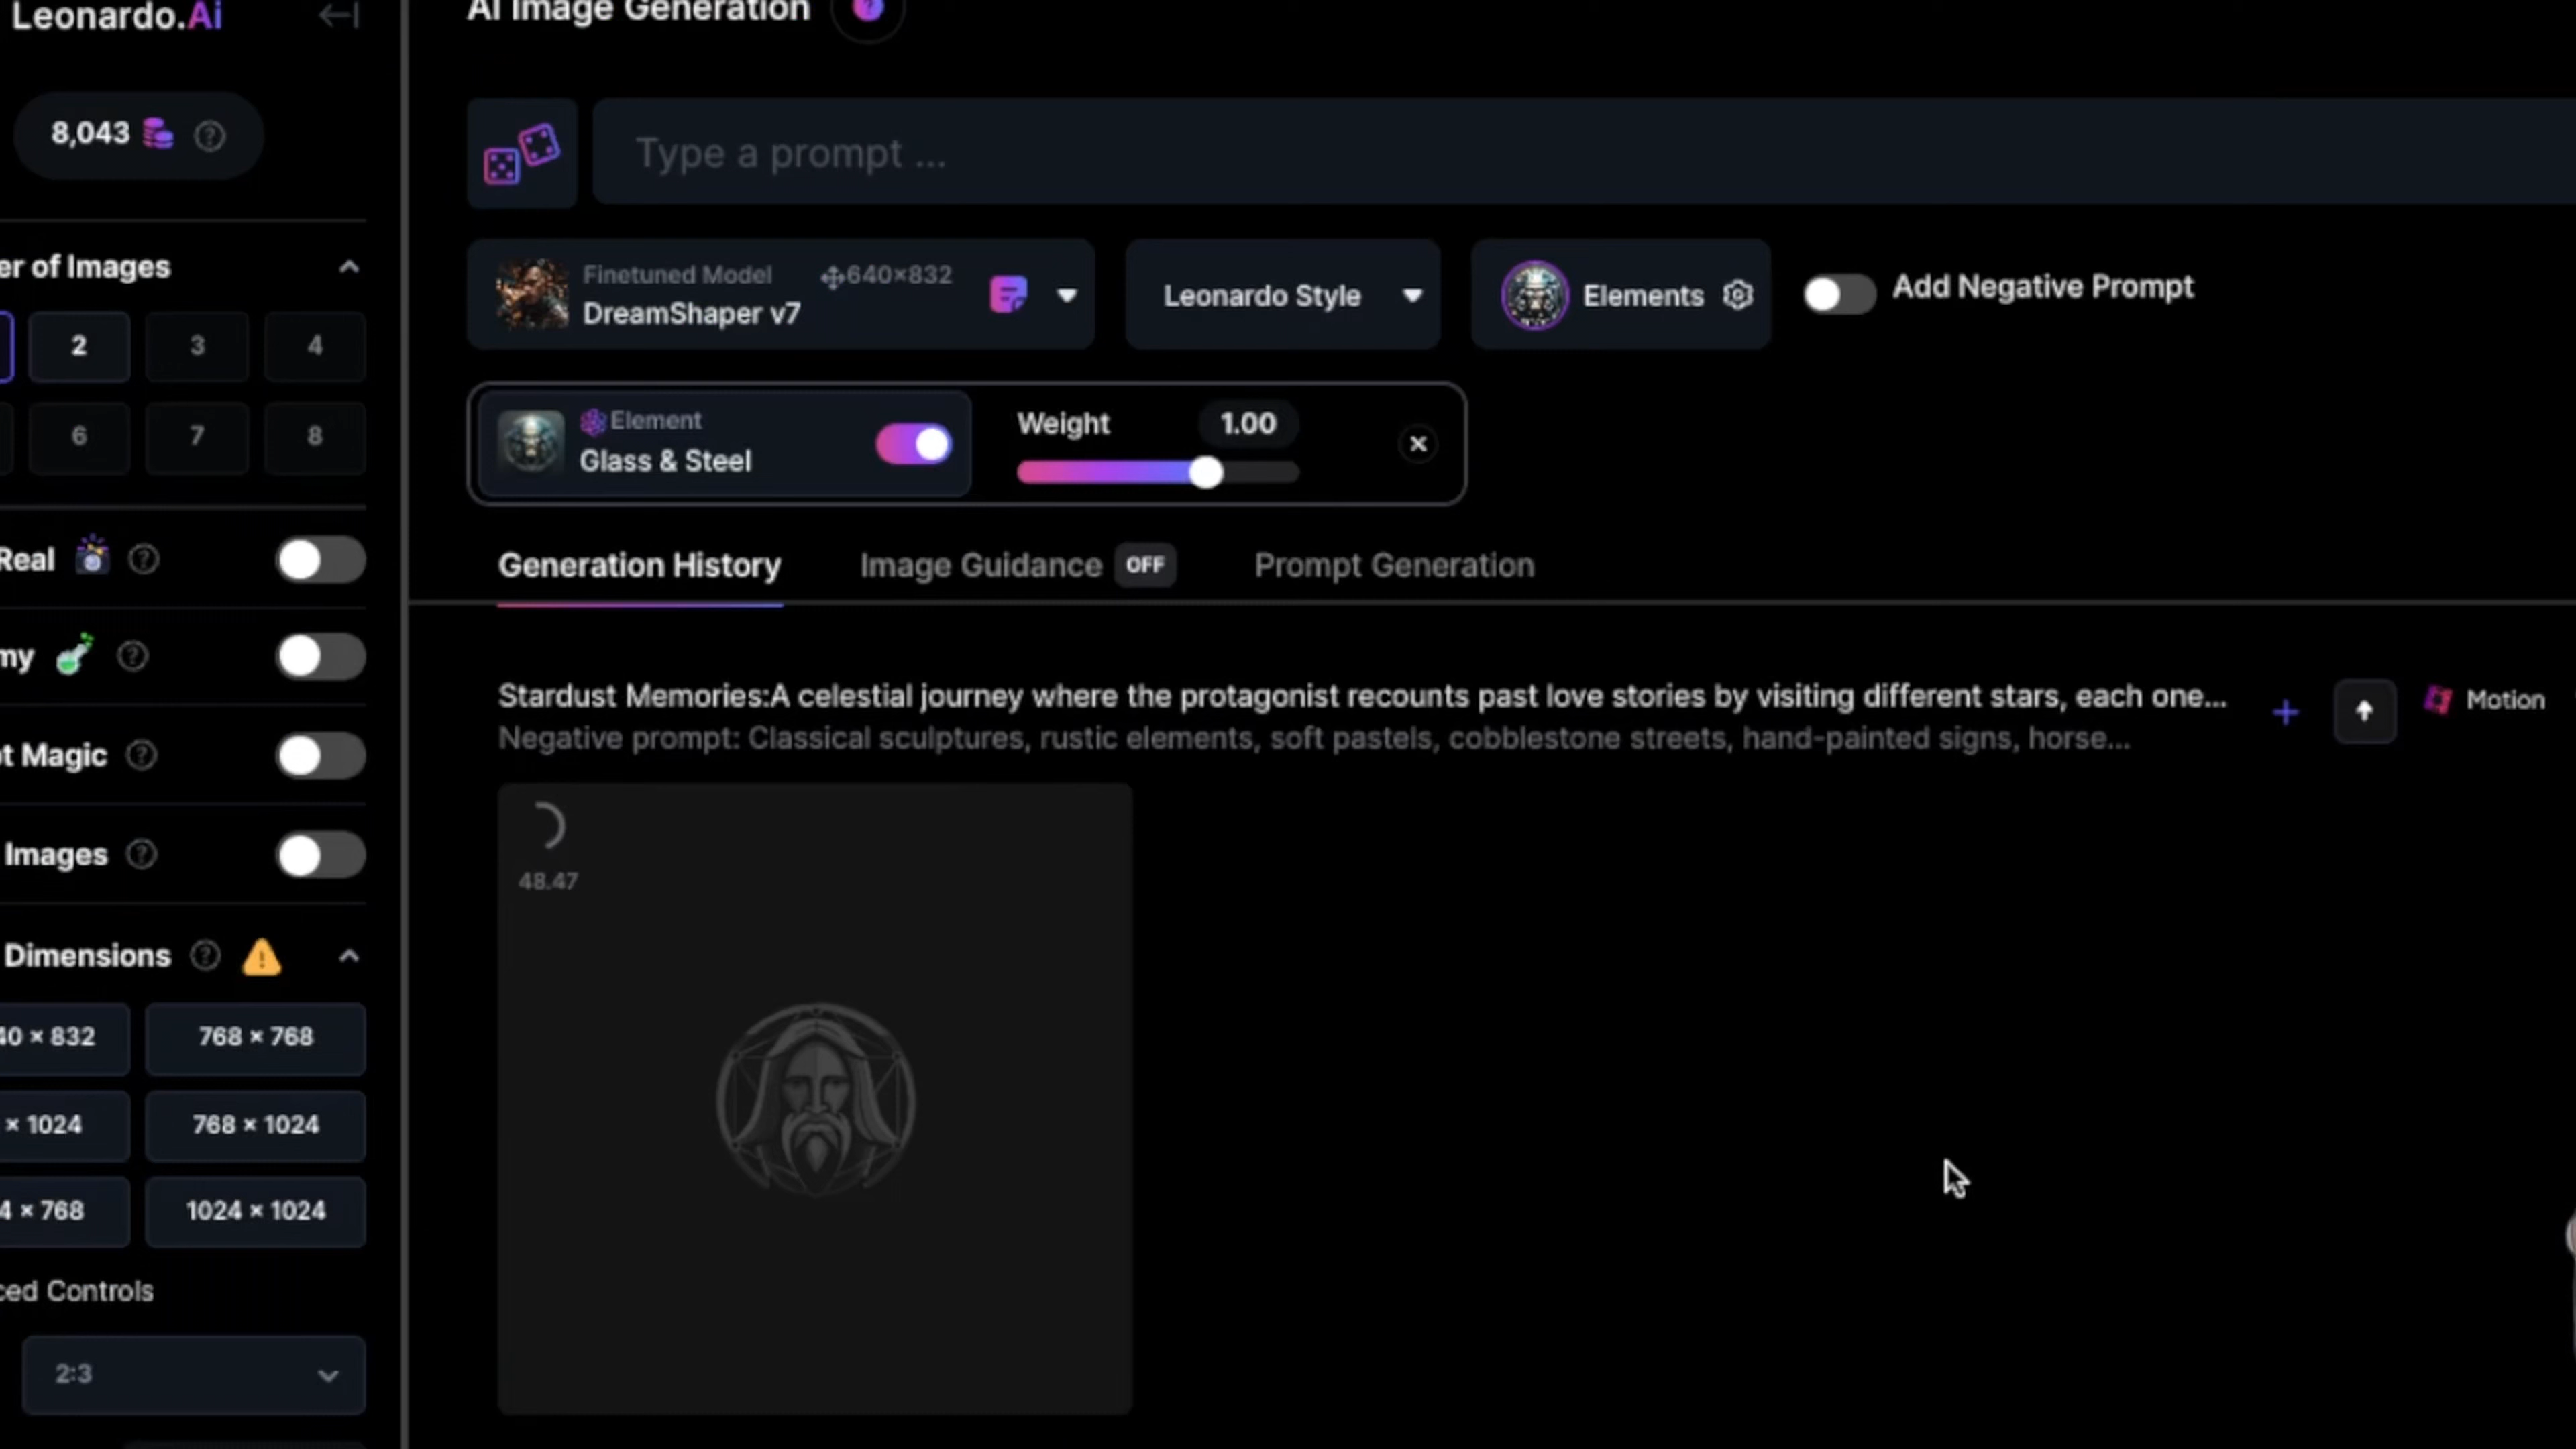 Leonardo.Ai
8,043
er of Images
2
3
4
6
7
8
Real
my
ot Magic
Images
Dimensions
40 × 832
768 × 768
× 1024
768 × 1024
4 × 768
1024 × 1024
ced Controls
2:3
AI Image Generation
Type a prompt ...
Finetuned Model
640×832
DreamShaper v7
Leonardo Style
Elements
Add Negative Prompt
Element
Glass & Steel
Weight
1.00
Generation History
Image Guidance
OFF
Prompt Generation
Stardust Memories:A celestial journey where the protagonist recounts past love stories by visiting different stars, each one...
Negative prompt: Classical sculptures, rustic elements, soft pastels, cobblestone streets, hand-painted signs, horse...
Motion
48.47